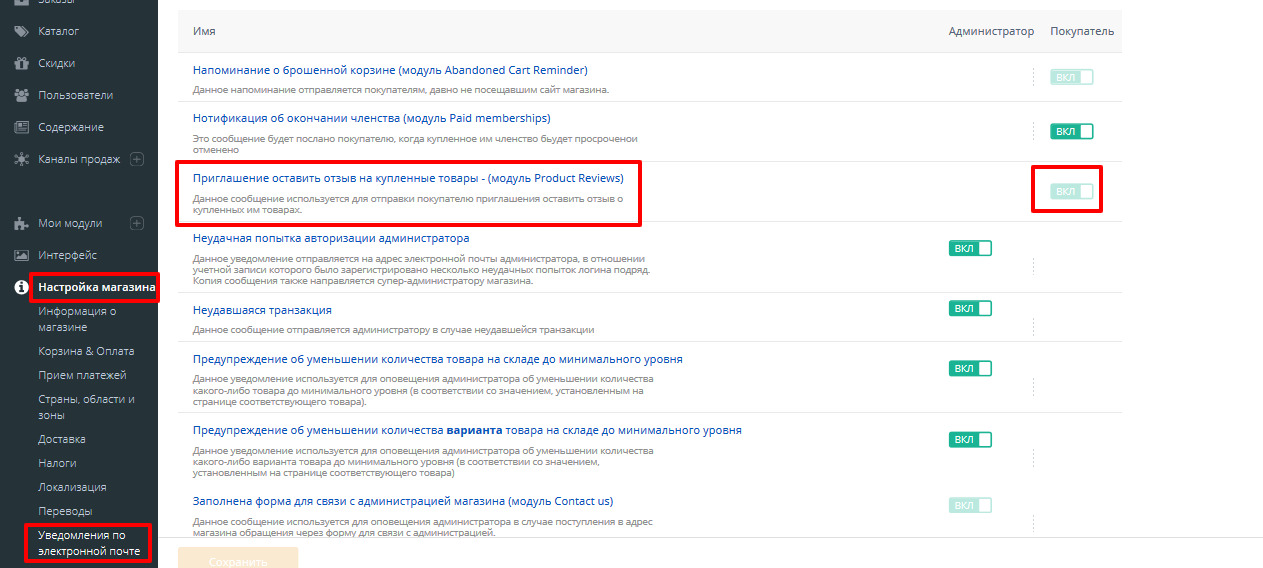 Заказы
Каталог
Скидки
Пользователи
Содержание
Каналы продаж
Мои модули
Интерфейс
Настройка магазина
Информация о
магазине
Корзина & Оплата
Прием платежей
Страны, области и
зоны
Доставка
Налоги
Локализация
Переводы
Уведомления по
электронной почте
Имя
Администратор
Покупатель
Напоминание о брошенной корзине (модуль Abandoned Cart Reminder)
Данное напоминание отправляется покупателям, давно не посещавшим сайт магазина.
ВКЛ
Нотификация об окончании членства (модуль Paid memberships)
Это сообщение будет послано покупателю, когда купленное им членство бьудет просроченои
отменено
ВКЛ
Приглашение оставить отзыв на купленные товары - (модуль Product Reviews)
Данное сообщение используется для отправки покупателю приглашения оставить отзыв о
купленных им товарах.
ВКЛ
Неудачная попытка авторизации администратора
Данное уведомление отправляется на адрес электронной почты администратора, в отношении
учетной записи которого было зарегистрировано несколько неудачных попыток логина подряд.
Копия сообщения также направляется супер-администратору магазина.
ВКЛ
Неудавшаяся транзакция
Данное сообщение отправляется администратору в случае неудавшейся транзакции
ВКЛ
Предупреждение об уменьшении количества товара на складе до минимального уровня
Данное уведомление используется для оповещения администратора об уменьшении количества
какого-либо товара до минимального уровня (в соответствии со значением, установленным на
странице соответствующего товара).
ВКЛ
Предупреждение об уменьшении количества варианта товара на складе до минимального уровня
Данное уведомление используется для оповещения администратора об уменьшении количества
какого-либо варианта товара до минимального уровня (в соответствии со значением,
установленным на странице соответствующего товара)
ВКЛ
Заполнена форма для связи с администрацией магазина (модуль Contact us)
Данное сообщение используется для оповещения администратора в случае поступления в адрес
магазина обращения через форму для связи с администрацией.
ВКЛ
Сохранить